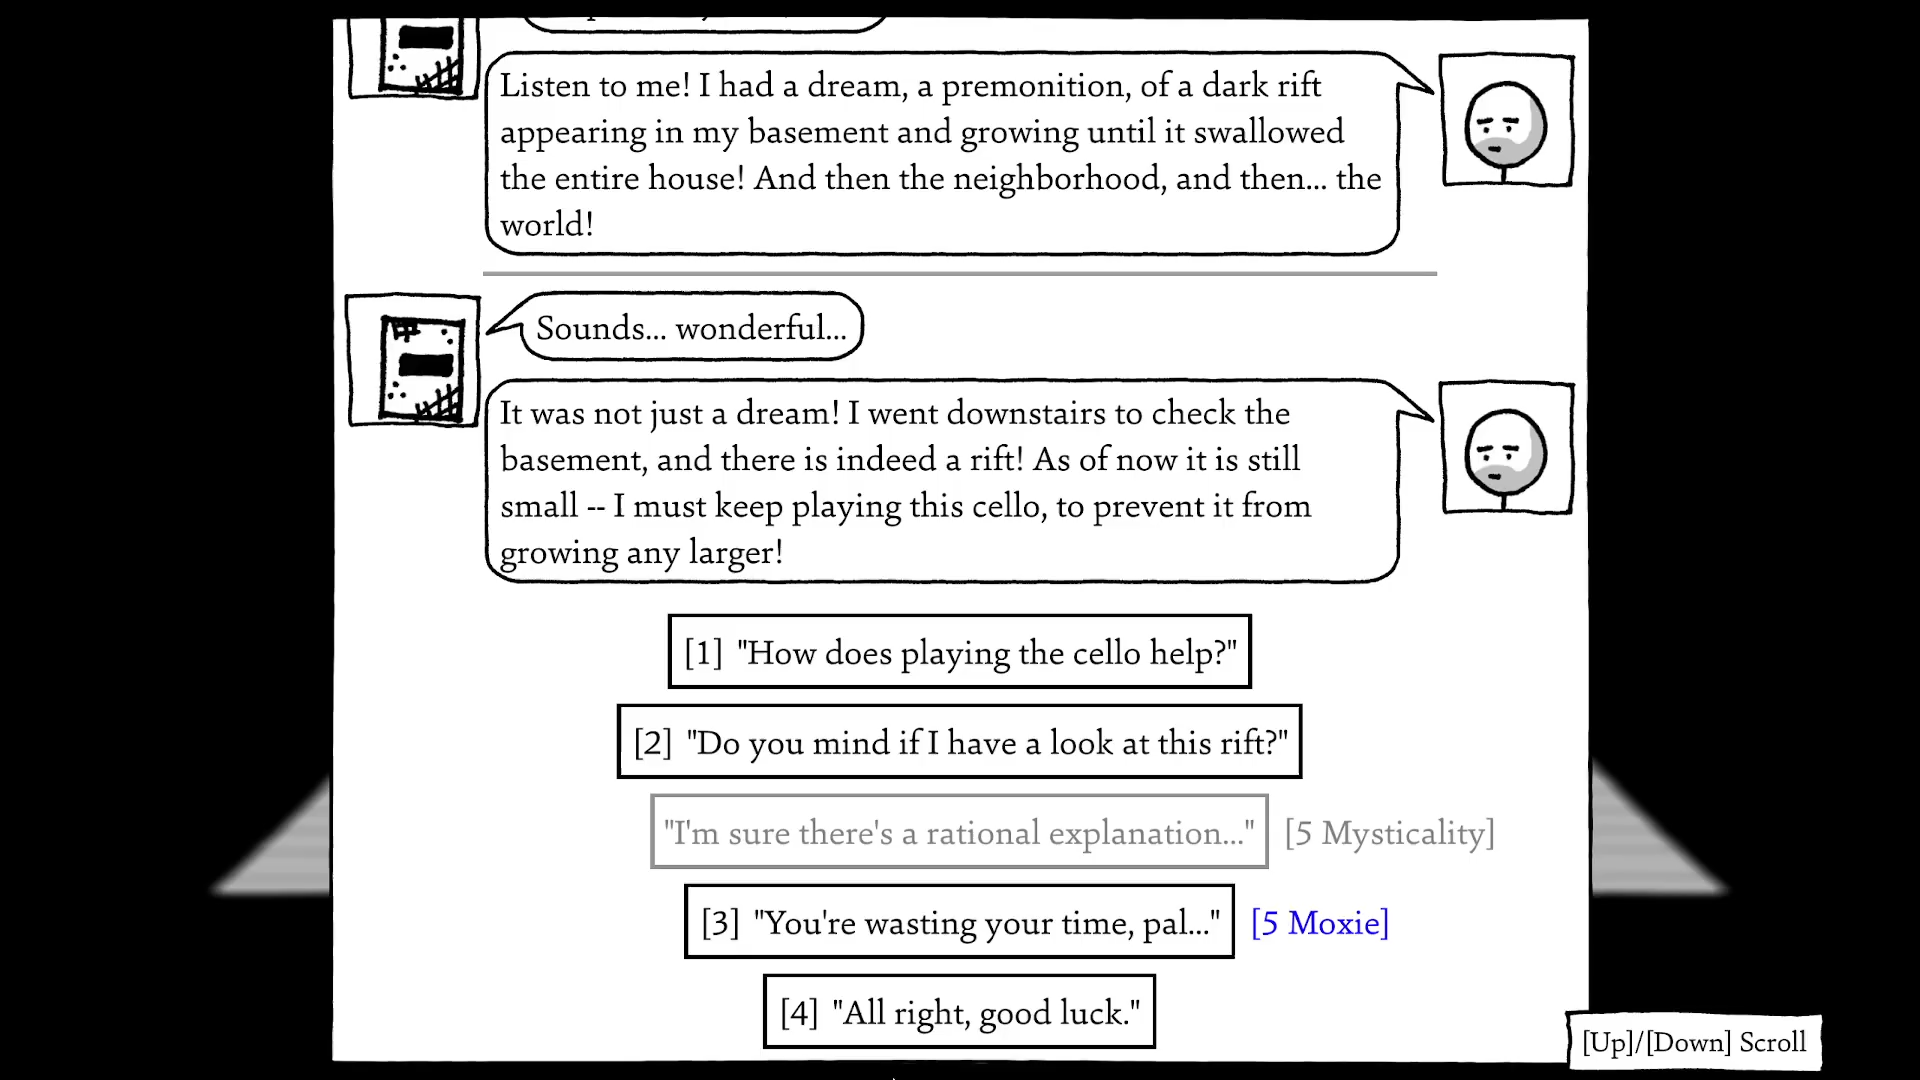 Listen to me! I had a dream, a premonition, of a dark rift
appearing in my basement and growing until it swallowed
the entire house! And then the neighborhood, and then... the
world!
Sounds... wonderful...
It was not just a dream! I went downstairs to check the
basement, and there is indeed a rift! As of now it is still
small -- I must keep playing this cello, to prevent it from
growing any larger!
[1] "How does playing the cello help?"
[2] "Do you mind if I have a look at this rift?"
"I'm sure there's a rational explanation..." [5 Mysticality]
[3] "You're wasting your time, pal..." [5 Moxie]
[4] "All right, good luck."
[Up]/[Down] Scroll